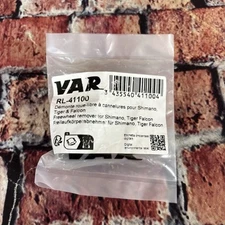 VAR
RL-41100
3 435540 411004
Démonte roue-libre à cannelures pour Shimano,
Tiger & Falcon
Freewheel remover for Shimano, Tiger Falcon
Freilaufkörperabnehmer für Shimano, Tiger Falcon